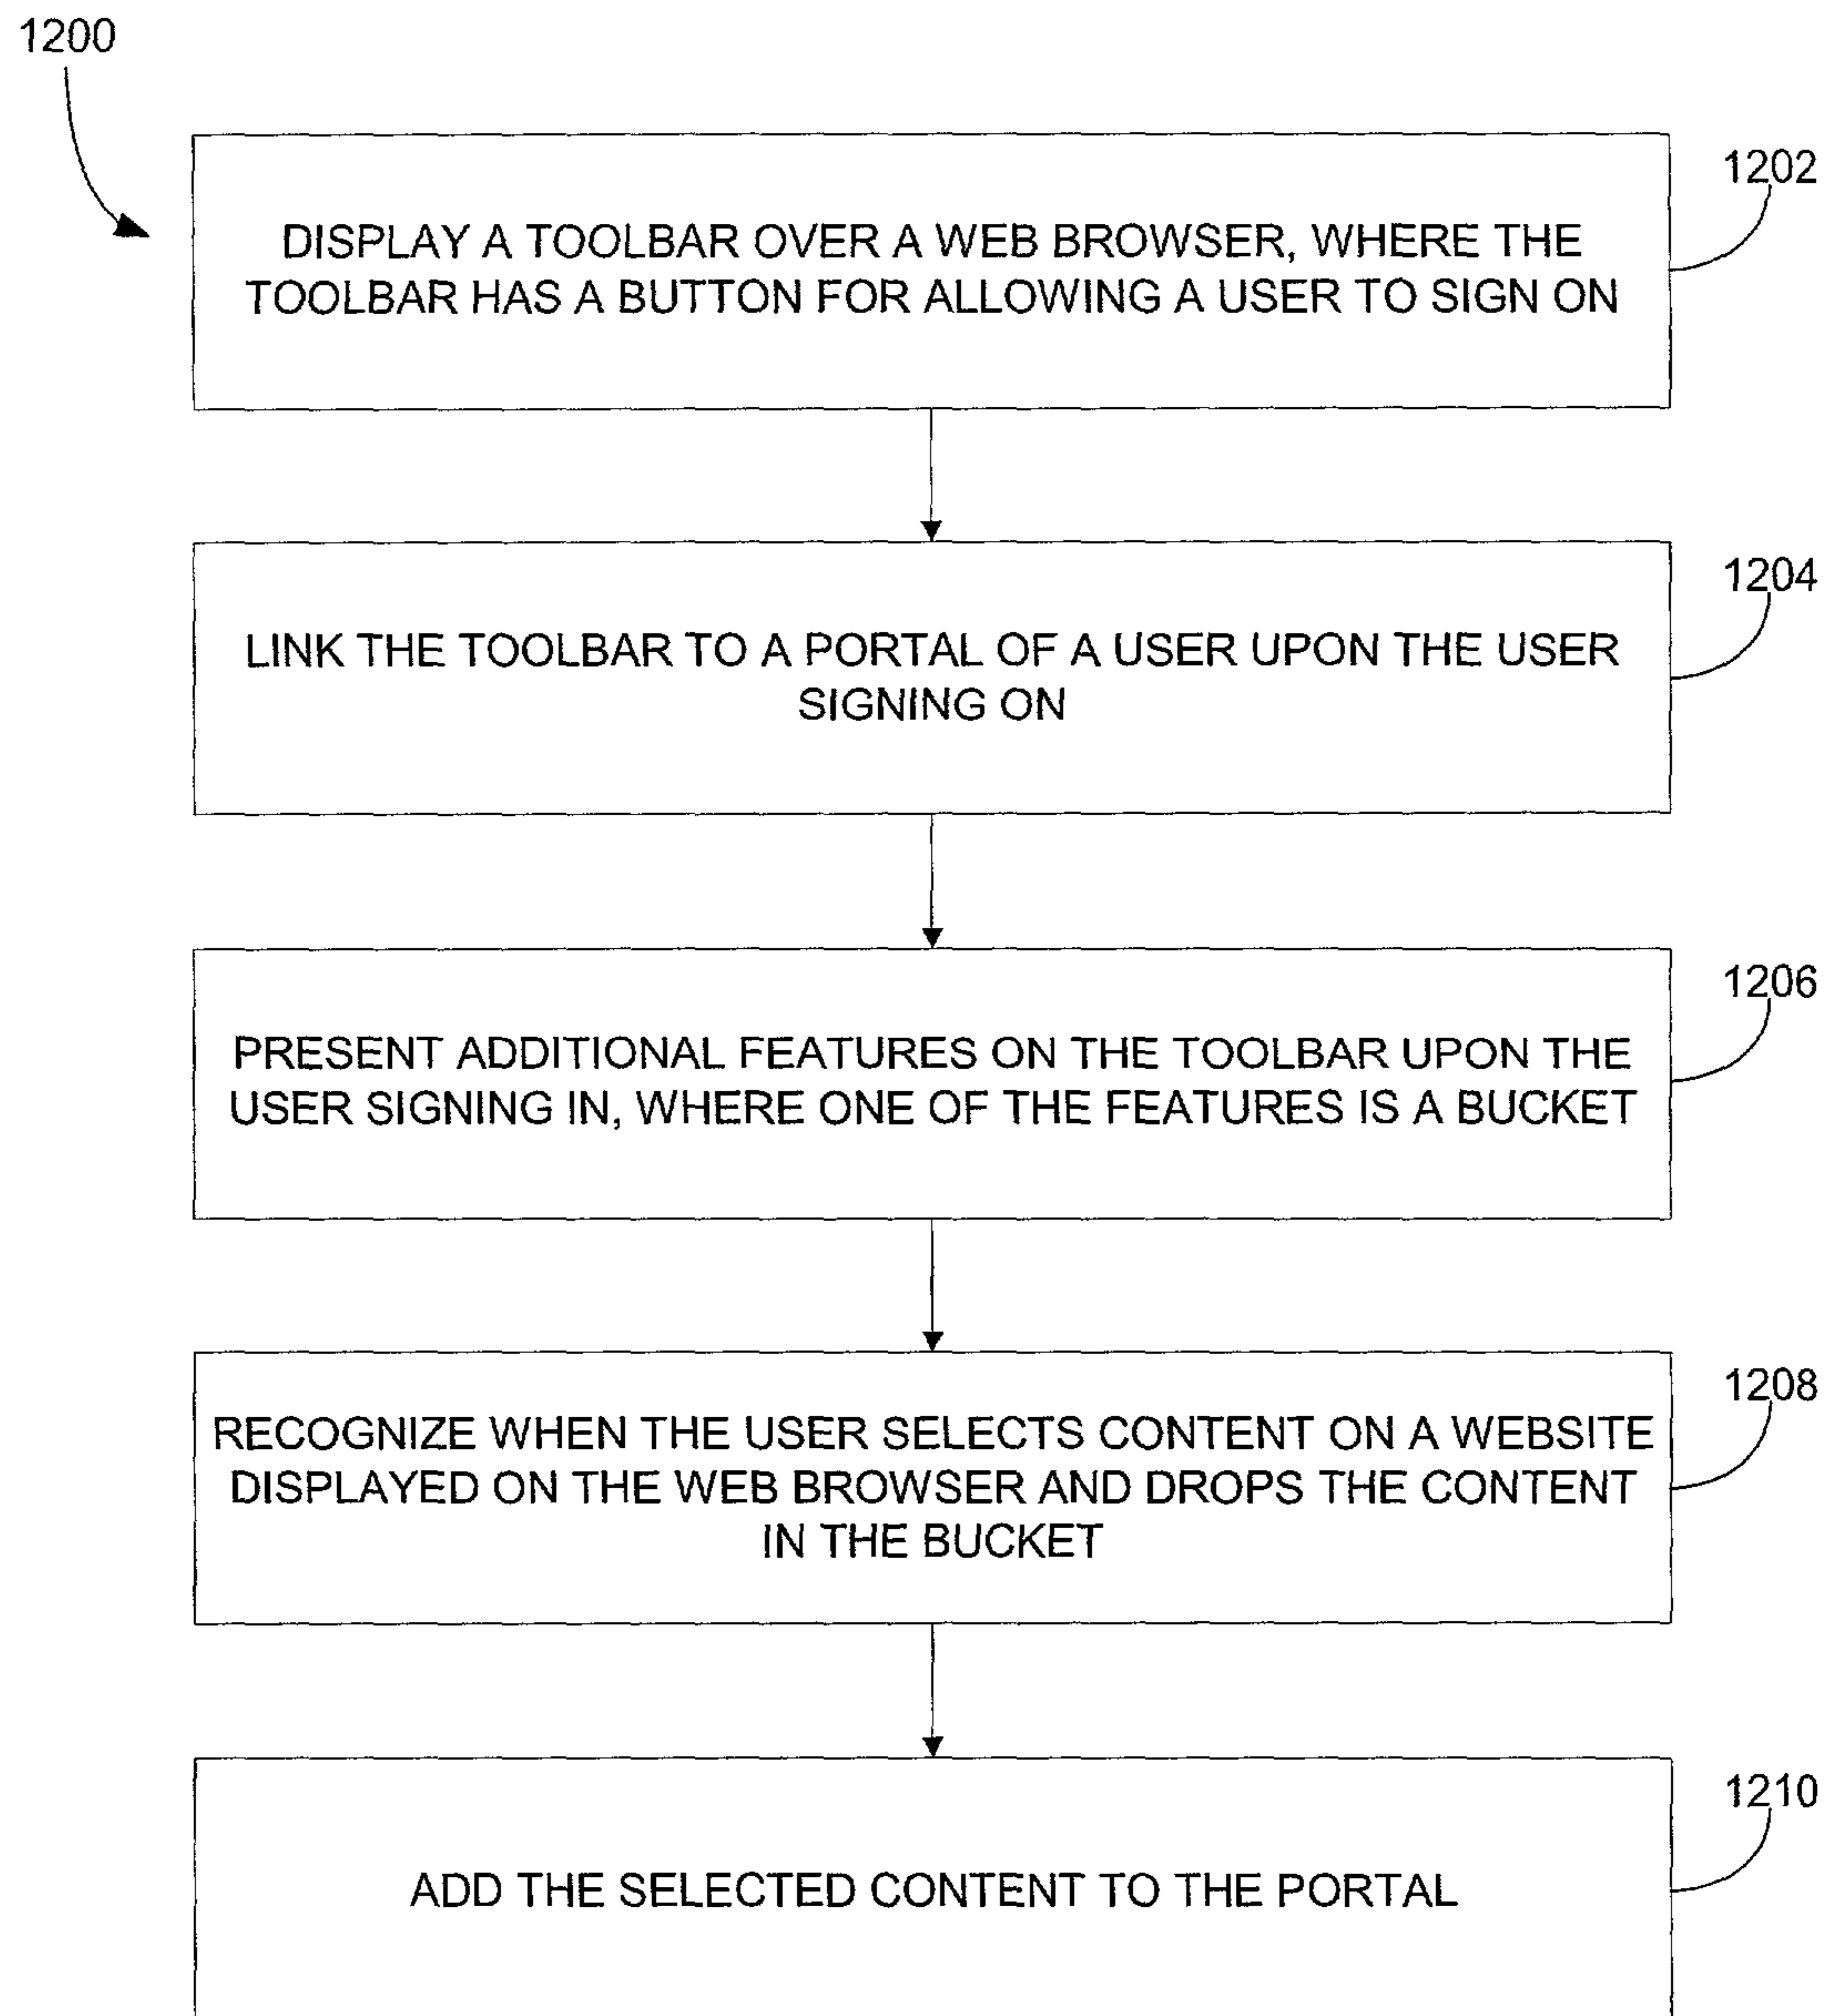 1200
1202
DISPLAY A TOOLBAR OVER A WEB BROWSER, WHERE THE
TOOLBAR HAS A BUTTON FOR ALLOWING A USER TO SIGN ON
1204
LINK THE TOOLBAR TO A PORTAL OF A USER UPON THE USER
SIGNING ON
1206
PRESENT ADDITIONAL FEATURES ON THE TOOLBAR UPON THE
USER SIGNING IN, WHERE ONE OF THE FEATURES IS A BUCKET
1208
RECOGNIZE WHEN THE USER SELECTS CONTENT ON A WEBSITE
DISPLAYED ON THE WEB BROWSER AND DROPS THE CONTENT
IN THE BUCKET
1210
ADD THE SELECTED CONTENT TO THE PORTAL